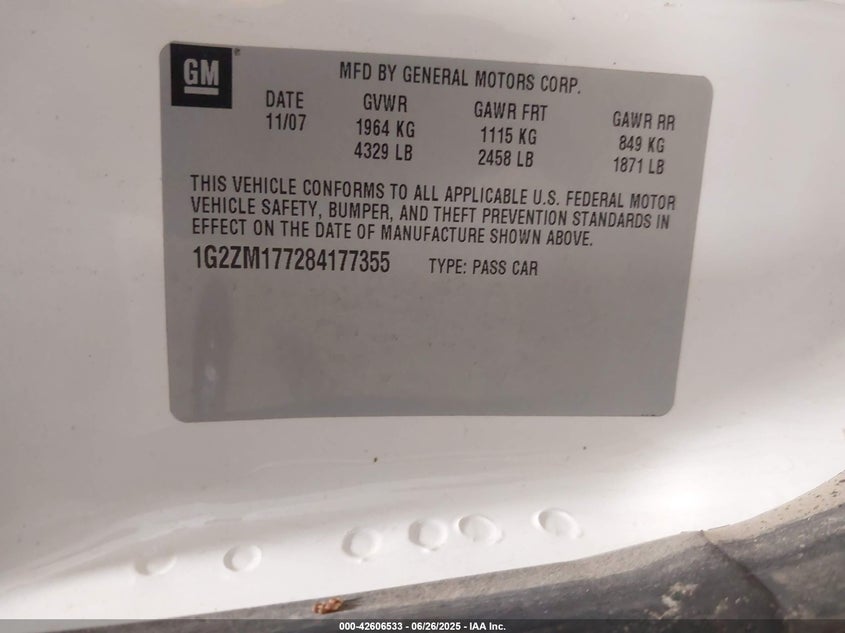 GM
MFD BY GENERAL MOTORS CORP.
DATE GVWR GAWR FRT GAWR RR
11/07 1964 KG 1115 KG 849 KG
4329 LB 2458 LB 1871 LB
THIS VEHICLE CONFORMS TO ALL APPLICABLE U.S. FEDERAL MOTOR
VEHICLE SAFETY, BUMPER, AND THEFT PREVENTION STANDARDS IN
EFFECT ON THE DATE OF MANUFACTURE SHOWN ABOVE.
1G2ZM177284177355 TYPE: PASS CAR
000-42606533 - 06/26/2025 - IAA Inc.